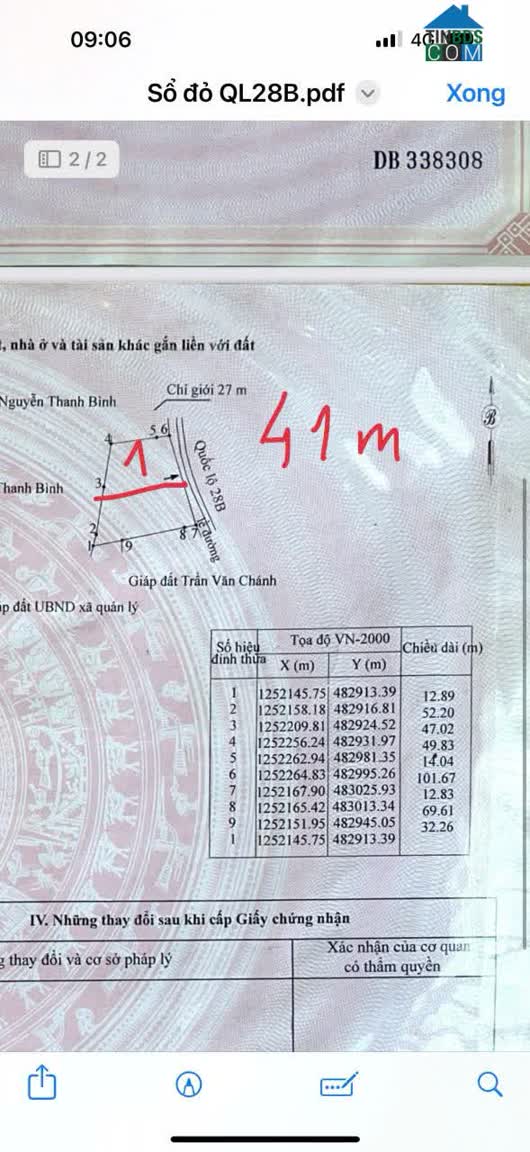 09:06
4G
TINBDS
COM
Sổ đỏ QL28B.pdf
Xong
2 / 2
DB 338308
, nhà ở và tài sản khác gắn liền với đất
Nguyễn Thanh Bình
Chỉ giới 27 m
41 m
4
5 6
1
Quốc lộ 28B
Thanh Bình
3
2
1
9
8 7
Lề đường
Giáp đất Trần Văn Chánh
áp đất UBND xã quản lý
Số hiệu đỉnh thửa Tọa độ VN-2000 Chiều dài (m)
X (m) Y (m)
1 1252145.75 482913.39 12.89
2 1252158.18 482916.81 52.20
3 1252209.81 482924.52 47.02
4 1252256.24 482931.97 49.83
5 1252262.94 482981.35 14.04
6 1252264.83 482995.26 101.67
7 1252167.90 483025.93 12.83
8 1252165.42 483013.34 69.61
9 1252151.95 482945.05 32.26
1 1252145.75 482913.39
IV. Những thay đổi sau khi cấp Giấy chứng nhận
g thay đổi và cơ sở pháp lý
Xác nhận của cơ quan
có thẩm quyền